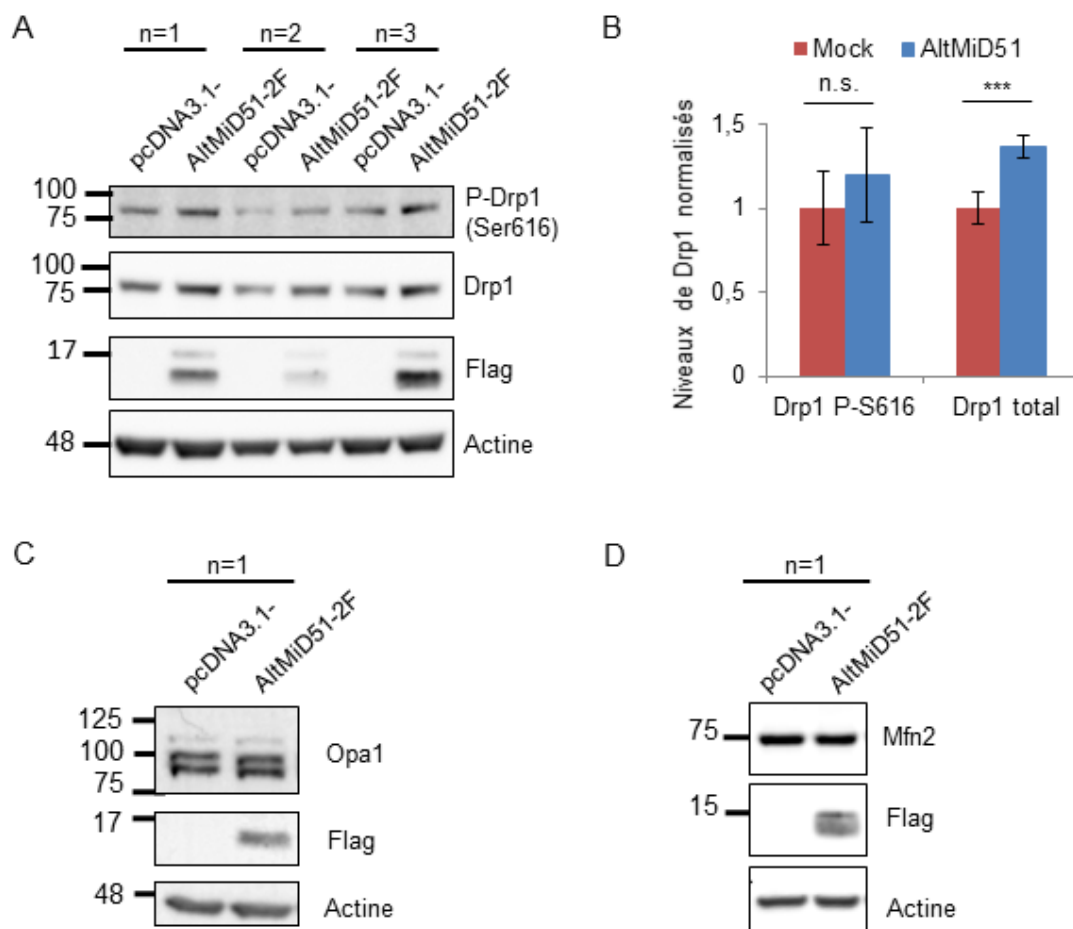 A
n=1 n=2 n=3
pcDNA3.1- AltMiD51-2F pcDNA3.1- AltMiD51-2F pcDNA3.1- AltMiD51-2F
100
75
P-Drp1
(Ser616)
100
75
Drp1
17
Flag
48
Actine
B
Mock AltMiD51
n.s.
***
1,5
1
0,5
0
Niveaux de Drp1 normalisés
Drp1 P-S616 Drp1 total
C
n=1
pcDNA3.1- AltMiD51-2F
125
100
75
Opa1
17
Flag
48
Actine
D
n=1
pcDNA3.1- AltMiD51-2F
75
Mfn2
15
Flag
Actine